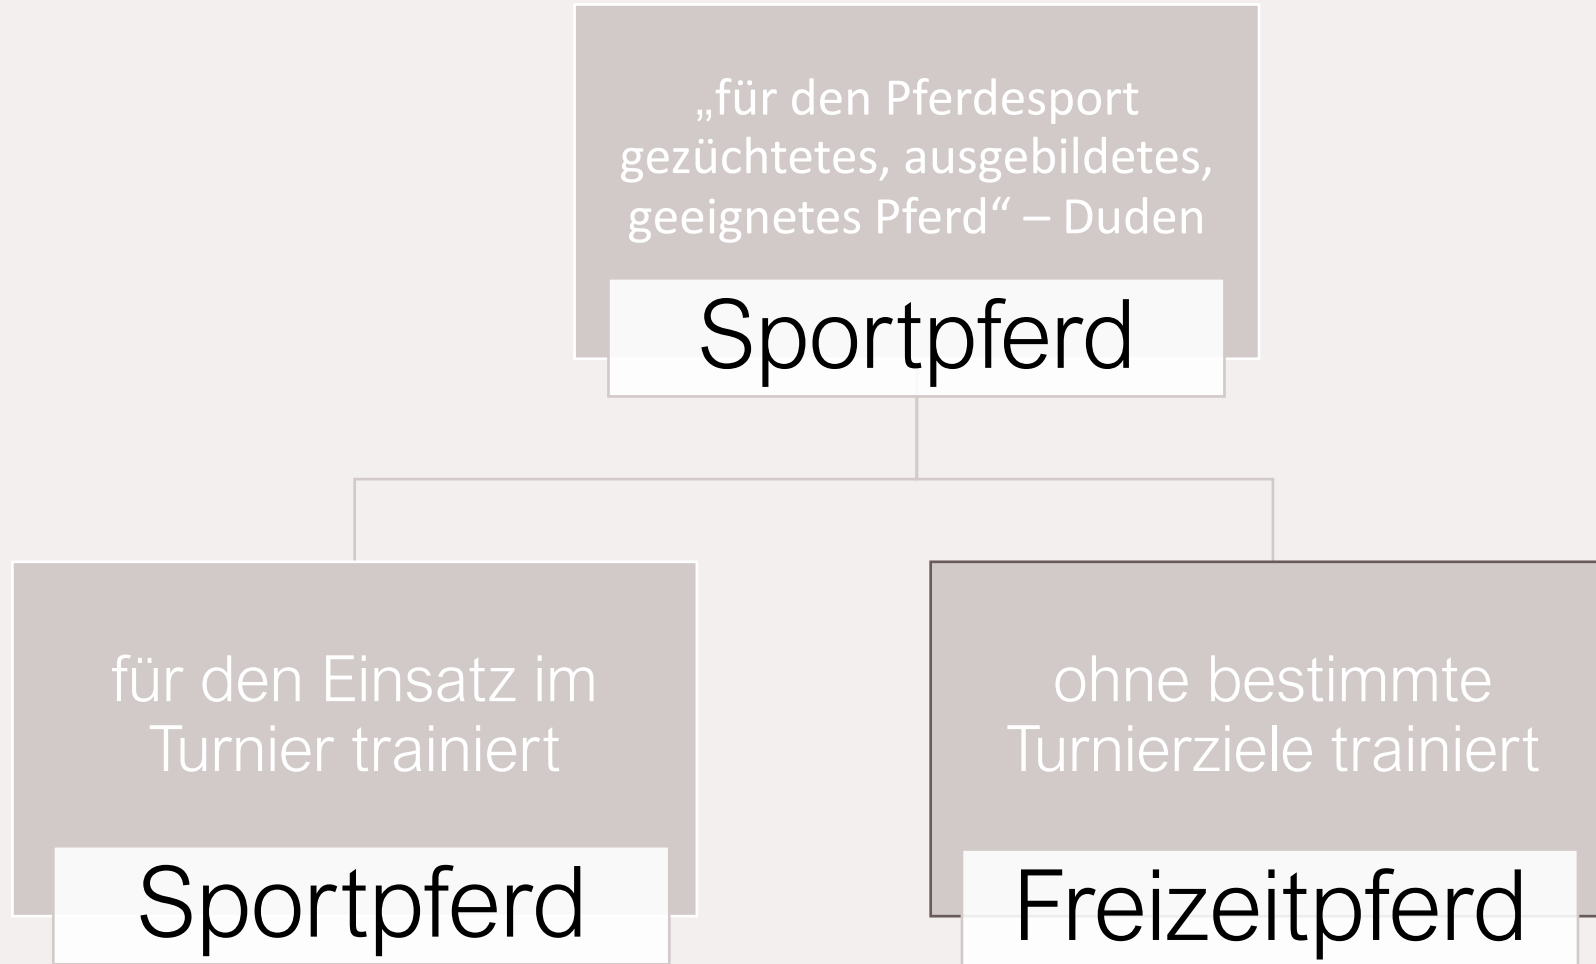 „für den Pferdesport
gezüchtetes, ausgebildetes,
geeignetes Pferd“ – Duden
Sportpferd
für den Einsatz im
Turnier trainiert
Sportpferd
ohne bestimmte
Turnierziele trainiert
Freizeitpferd